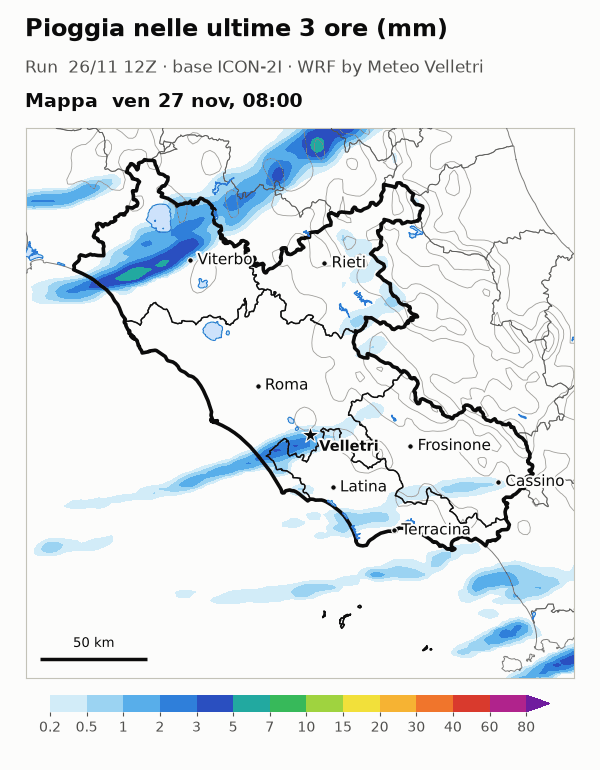 Pioggia nelle ultime 3 ore (mm)
Run  26/11 12Z · base ICON-2I · WRF by Meteo Velletri
Mappa  ven 27 nov, 08:00
Viterbo
Rieti
Roma
Velletri
Frosinone
Latina
Cassino
Terracina
50 km
0.2 0.5 1 2 3 5 7 10 15 20 30 40 60 80